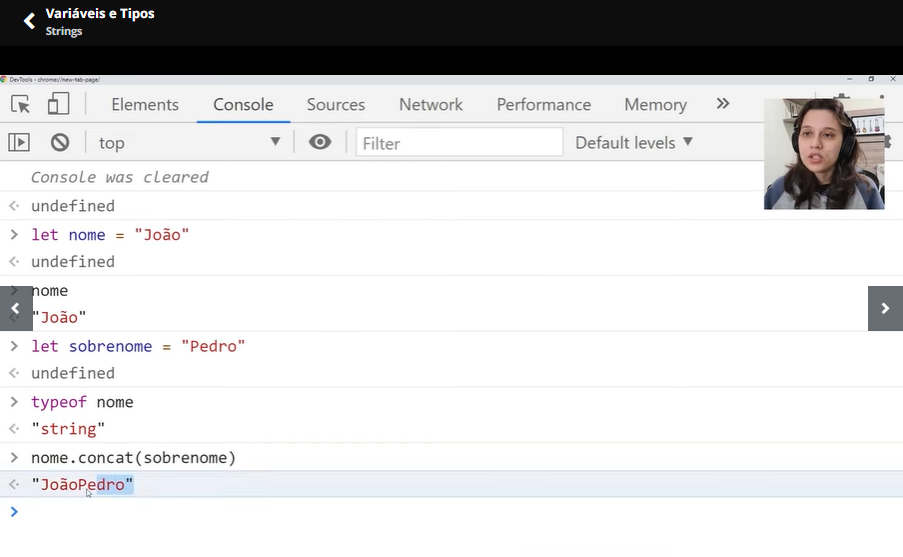 Variáveis e Tipos
Strings
DevTools - chrome://new-tab-page/
Elements Console Sources Network Performance Memory »
top Filter Default levels ▼
Console was cleared
undefined
let nome = "João"
undefined
nome
"João"
let sobrenome = "Pedro"
undefined
typeof nome
"string"
nome.concat(sobrenome)
"JoãoPedro"